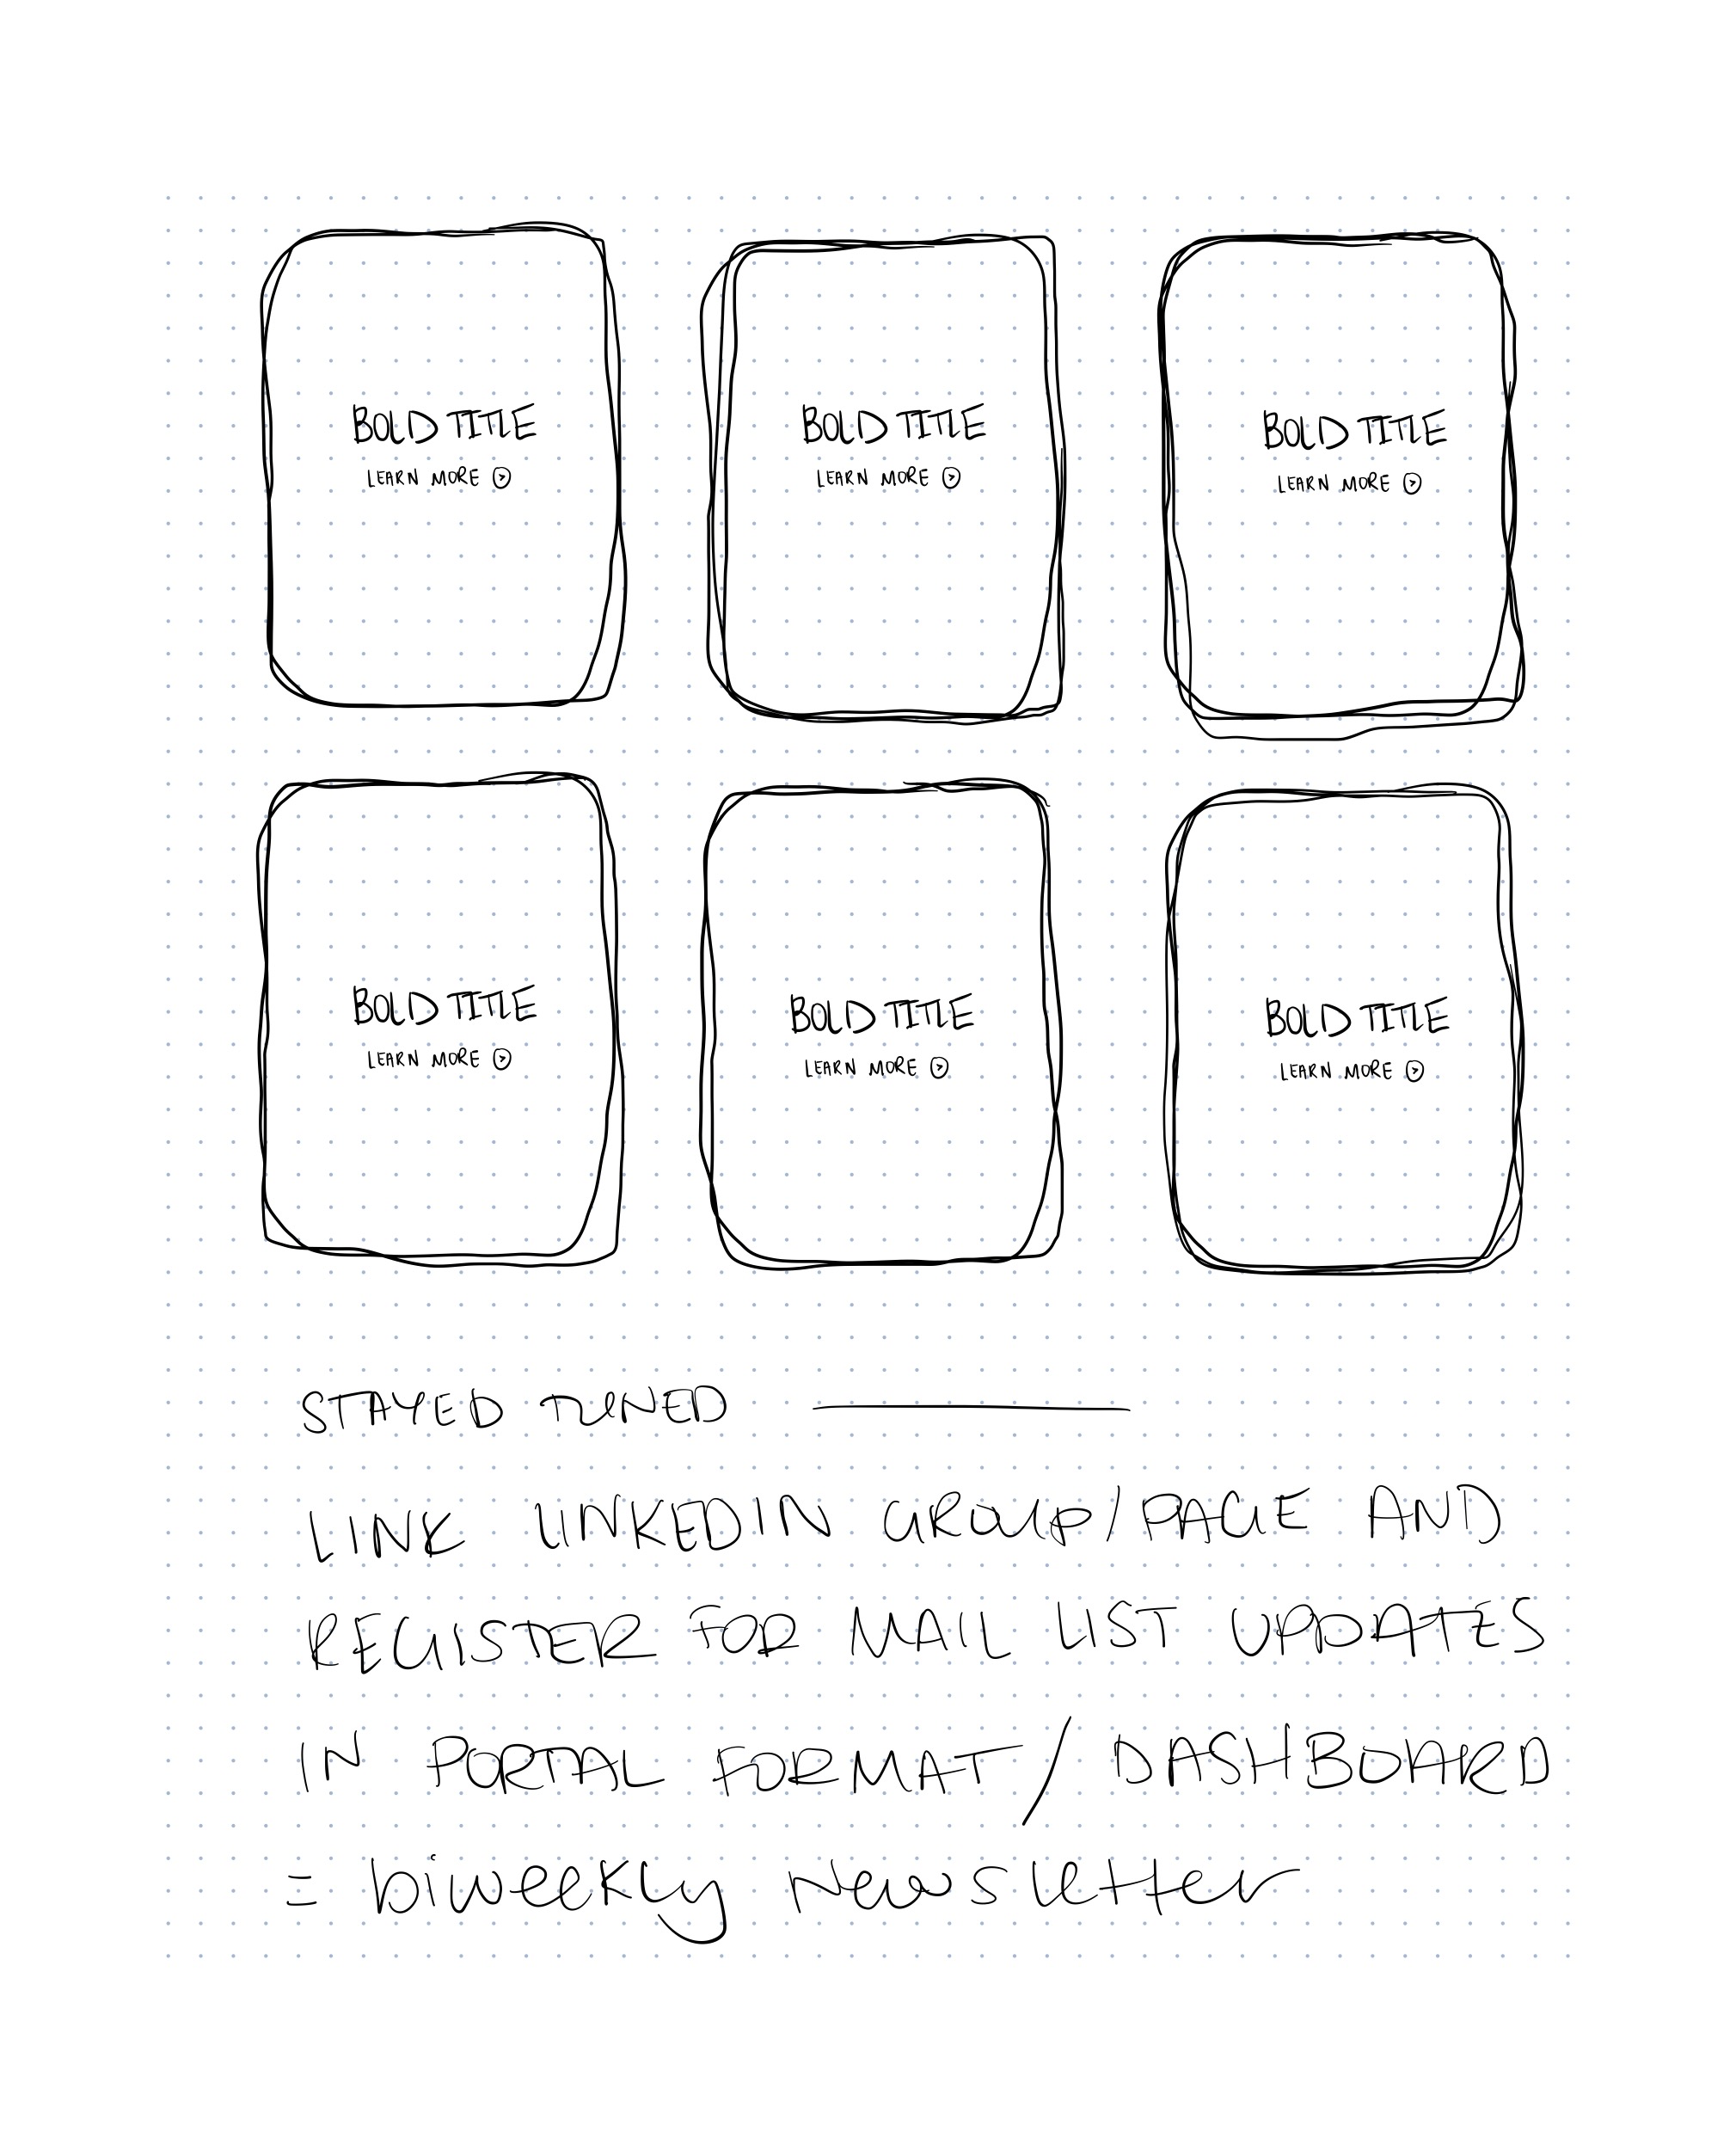 BOLD TITLE
LEARN MORE
BOLD TITLE
LEARN MORE
BOLD TITLE
LEARN MORE
BOLD TITLE
LEARN MORE
BOLD TITLE
LEARN MORE
BOLD TITLE
LEARN MORE
STAYED TUNED
LINK LINKEDIN GROUP/PAGE AND
REGISTER FOR MAIL LIST UPDATES
IN PORTAL FORMAT / DASHBOARD
= biweekly Newsletter